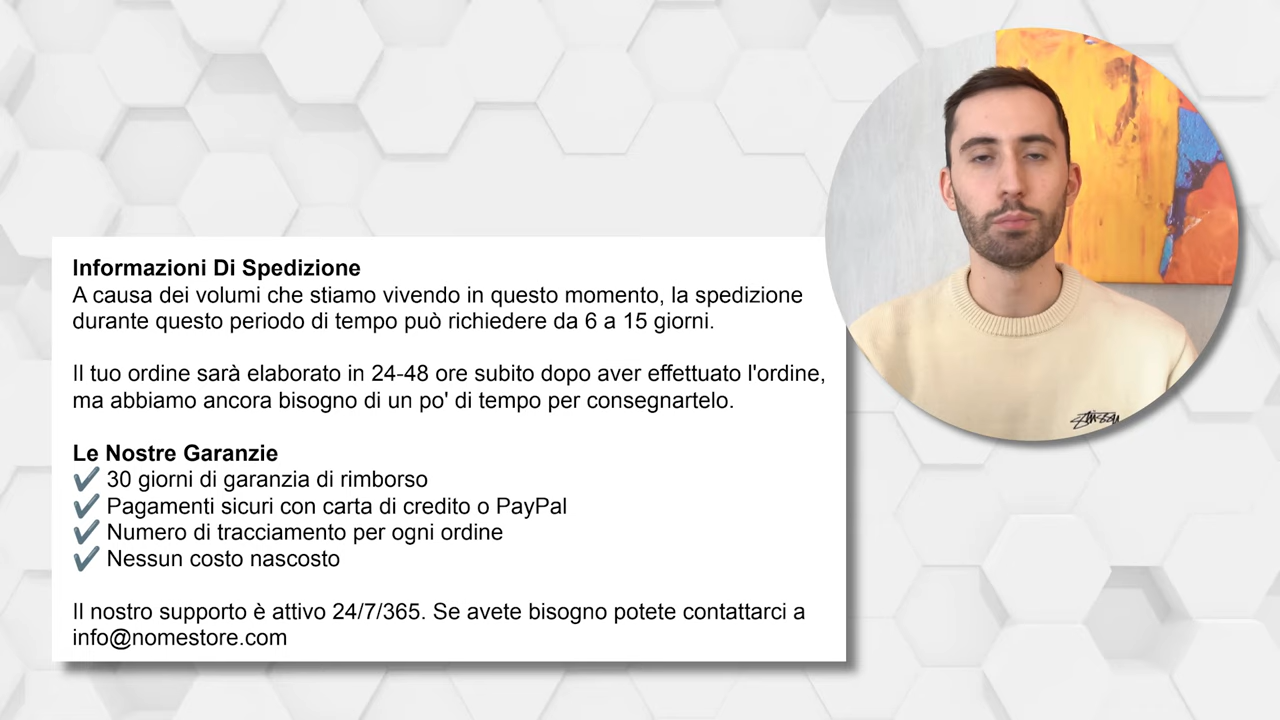 Informazioni Di Spedizione
A causa dei volumi che stiamo vivendo in questo momento, la spedizione
durante questo periodo di tempo può richiedere da 6 a 15 giorni.
Il tuo ordine sarà elaborato in 24-48 ore subito dopo aver effettuato l'ordine,
ma abbiamo ancora bisogno di un po' di tempo per consegnartelo.
Le Nostre Garanzie
✔ 30 giorni di garanzia di rimborso
✔ Pagamenti sicuri con carta di credito o PayPal
✔ Numero di tracciamento per ogni ordine
✔ Nessun costo nascosto
Il nostro supporto è attivo 24/7/365. Se avete bisogno potete contattarci a
info@nomestore.com